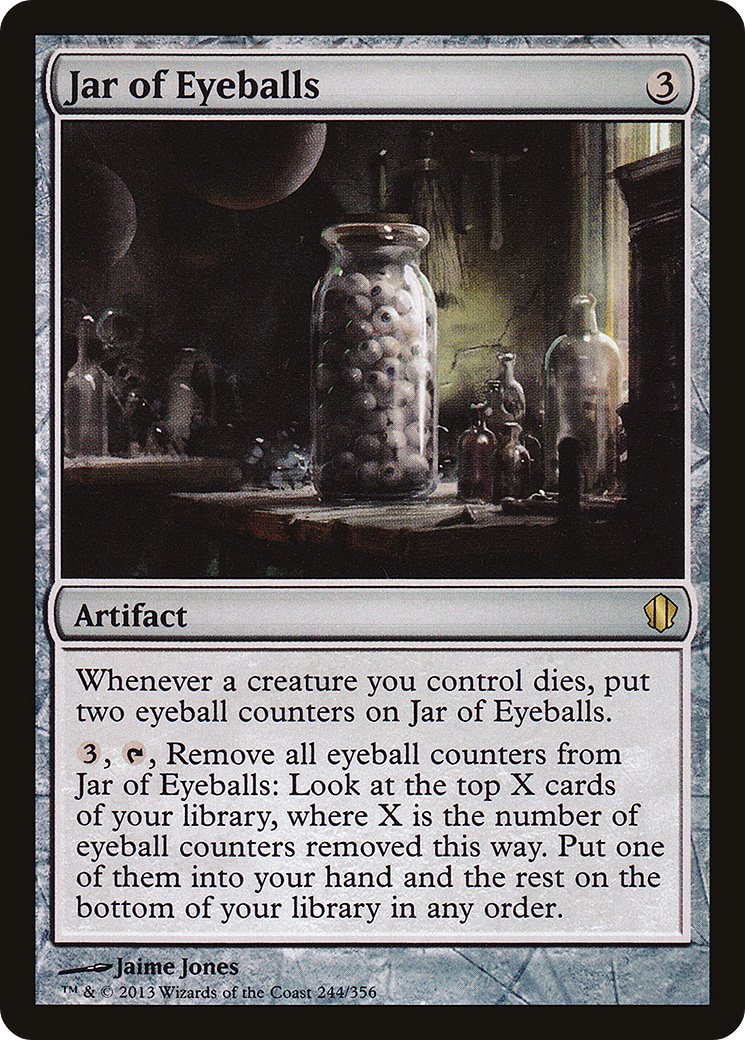 Jar of Eyeballs 3
Artifact
Whenever a creature you control dies, put
two eyeball counters on Jar of Eyeballs.
3, , Remove all eyeball counters from
Jar of Eyeballs: Look at the top X cards
of your library, where X is the number of
eyeball counters removed this way. Put one
of them into your hand and the rest on the
bottom of your library in any order.
Jaime Jones
™ & © 2013 Wizards of the Coast 244/356